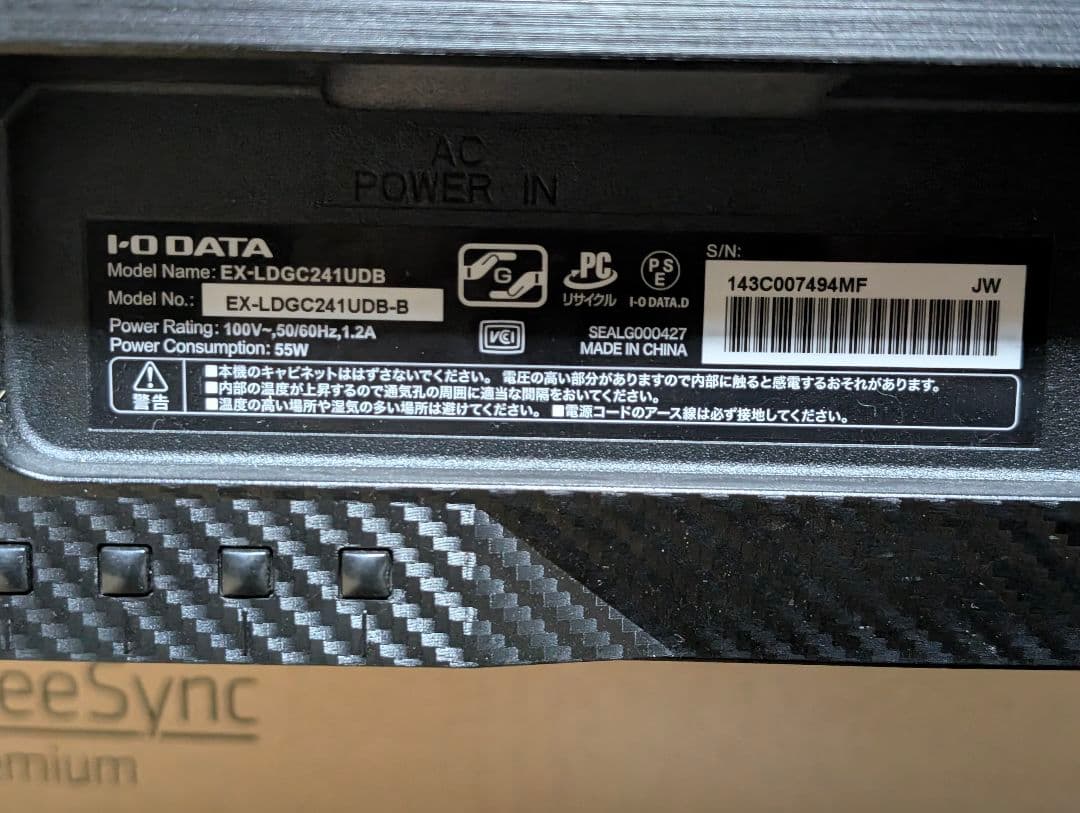 AC
POWER IN
I-O DATA
Model Name: EX-LDGC241UDB
Model No.: EX-LDGC241UDB-B
Power Rating: 100V~,50/60Hz,1.2A
Power Consumption: 55W
G
PC
リサイクル
PS
E
I-O DATA.D
VCI
SEALG000427
MADE IN CHINA
S/N:
143C007494MF JW
警告
■本機のキャビネットははずさないでください。 電圧の高い部分がありますので内部に触ると感電するおそれがあります。
■内部の温度が上昇するので通気孔の周囲に適当な間隔をおいてください。
■温度の高い場所や湿気の多い場所は避けてください。 ■電源コードのアース線は必ず接地してください。
eeSync
emium